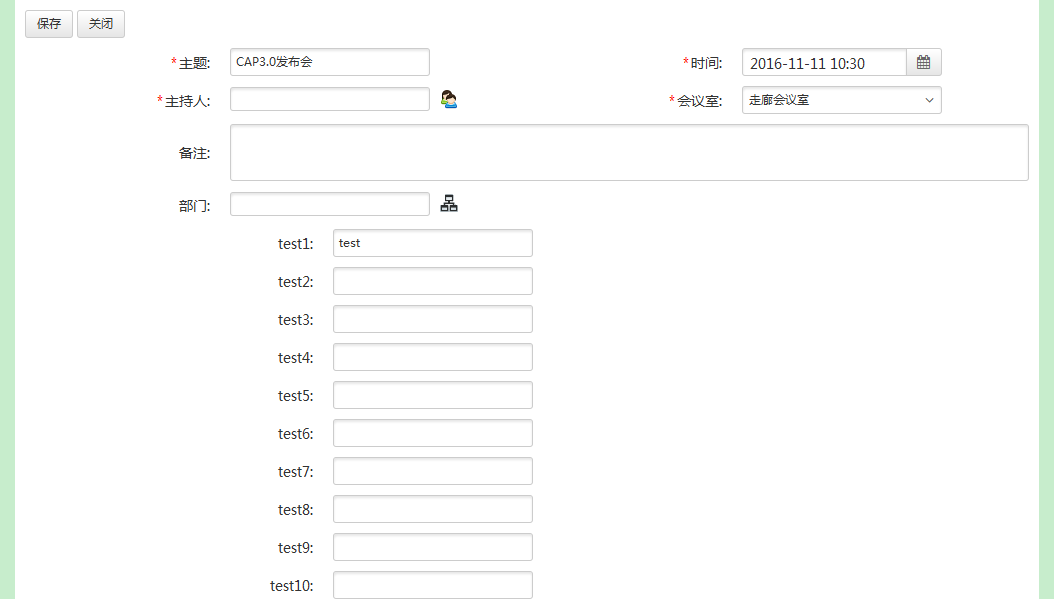 保存 关闭
*主题: CAP3.0发布会 *时间: 2016-11-11 10:30
*主持人: *会议室: 走廊会议室
备注:
部门:
test1: test
test2:
test3:
test4:
test5:
test6:
test7:
test8:
test9:
test10: